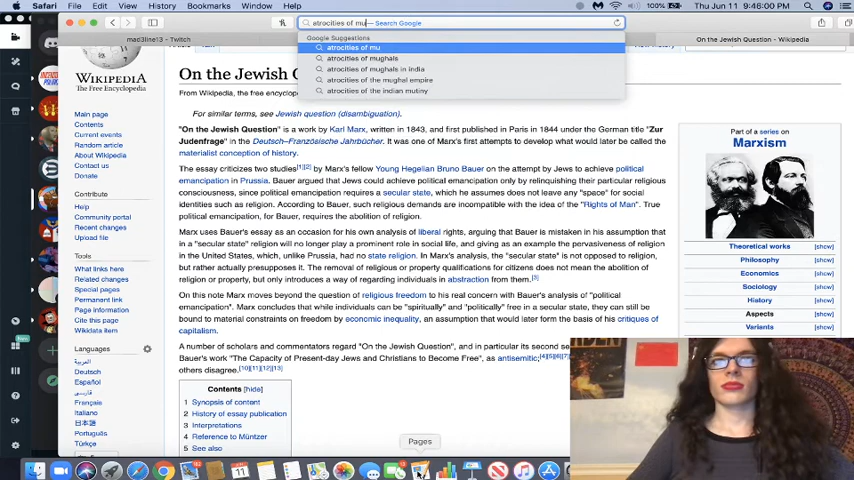 Safari File Edit View History Bookmarks Window Help 100% Thu Jun 11 9:46:00 AM
atrocities of mu — Search Google
mad3line13 - Twitch
On the Jewish Question - Wikipedia
Google Suggestions
atrocities of mu
atrocities of mughals
atrocities of mughals in india
atrocities of the mughal empire
atrocities of the indian mutiny
WIKIPEDIA
The Free Encyclopedia
Main page
Contents
Current events
Random article
About Wikipedia
Contact us
Donate
Contribute
Help
Community portal
Recent changes
Upload file
Tools
What links here
Related changes
Special pages
Permanent link
Page information
Cite this page
Wikidata item
Languages
العربية
Deutsch
Español
فارسی
Français
Italiano
日本語
Português
Türkçe
On the Jewish
From Wikipedia, the free encyclopedia
For similar terms, see Jewish question (disambiguation).
"On the Jewish Question" is a work by Karl Marx, written in 1843, and first published in Paris in 1844 under the German title "Zur
Judenfrage" in the Deutsch–Französische Jahrbücher. It was one of Marx's first attempts to develop what would later be called the
materialist conception of history.
The essay criticizes two studies[1][2] by Marx's fellow Young Hegelian Bruno Bauer on the attempt by Jews to achieve political
emancipation in Prussia. Bauer argued that Jews could achieve political emancipation only by relinquishing their particular religious
consciousness, since political emancipation requires a secular state, which he assumes does not leave any "space" for social
identities such as religion. According to Bauer, such religious demands are incompatible with the idea of the "Rights of Man". True
political emancipation, for Bauer, requires the abolition of religion.
Marx uses Bauer's essay as an occasion for his own analysis of liberal rights, arguing that Bauer is mistaken in his assumption that
in a "secular state" religion will no longer play a prominent role in social life, and giving as an example the pervasiveness of religion
in the United States, which, unlike Prussia, had no state religion. In Marx's analysis, the "secular state" is not opposed to religion,
but rather actually presupposes it. The removal of religious or property qualifications for citizens does not mean the abolition of
religion or property, but only introduces a way of regarding individuals in abstraction from them.[3]
On this note Marx moves beyond the question of religious freedom to his real concern with Bauer's analysis of "political
emancipation". Marx concludes that while individuals can be "spiritually" and "politically" free in a secular state, they can still be
bound to material constraints on freedom by economic inequality, an assumption that would later form the basis of his critiques of
capitalism.
A number of scholars and commentators regard "On the Jewish Question", and in particular its second se
Bauer's work "The Capacity of Present-day Jews and Christians to Become Free", as antisemitic;[4][5][6][7]
others disagree.[10][11][12][13]
Contents [hide]
1 Synopsis of content
2 History of essay publication
3 Interpretations
4 Reference to Müntzer
5 See also
Part of a series on
Marxism
Theoretical works [show]
Philosophy [show]
Economics [show]
Sociology [show]
History [show]
Aspects [show]
Variants [show]
Pages